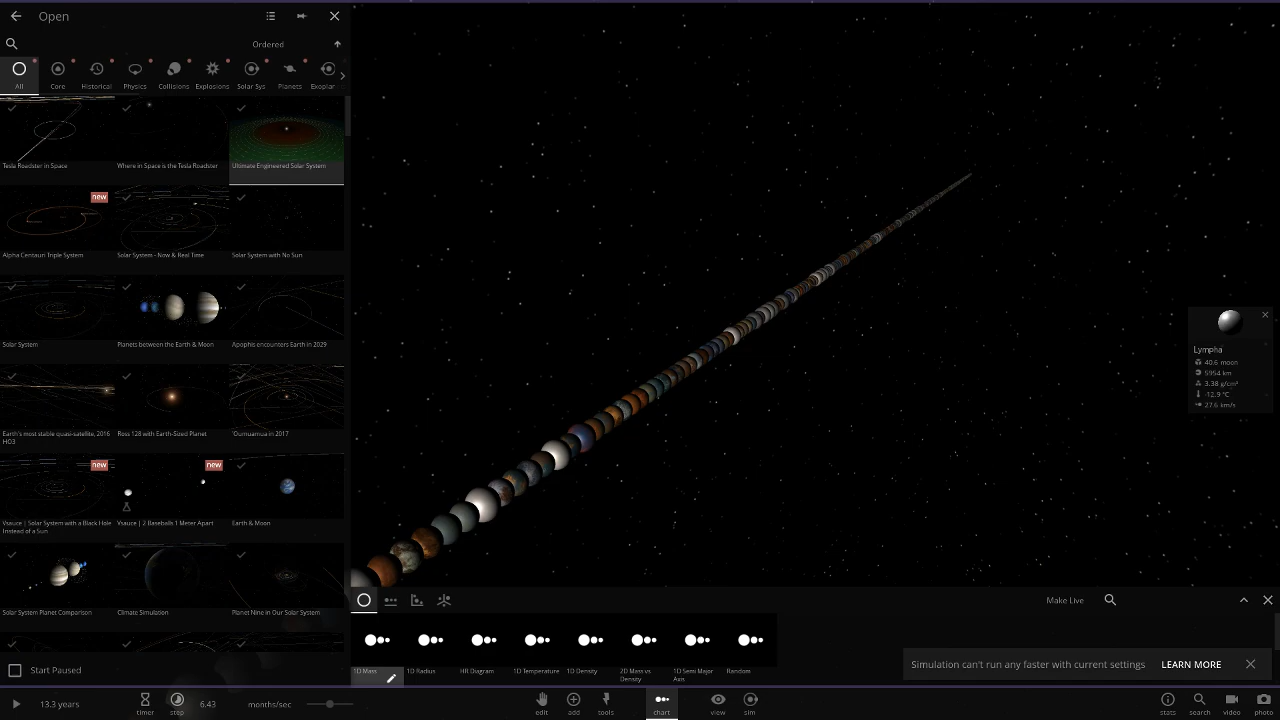 Open
Ordered
All
Core
Historical
Physics
Collisions
Explosions
Solar Sys
Planets
Exoplan
Tesla Roadster in Space
Where in Space is the Tesla Roadster
Ultimate Engineered Solar System
new
Alpha Centauri Triple System
Solar System - Now & Real Time
Solar System with No Sun
Solar System
Planets between the Earth & Moon
Apophis encounters Earth in 2029
Earth's most stable quasi-satellite, 2016
HO3
Ross 128 with Earth-Sized Planet
'Oumuamua in 2017
new
new
Vsauce | Solar System with a Black Hole
Instead of a Sun
Vsauce | 2 Baseballs 1 Meter Apart
Earth & Moon
Solar System Planet Comparison
Climate Simulation
Planet Nine in Our Solar System
Start Paused
Lympha
40.6 moon
5954 km
3.38 g/cm³
-12.9 °C
27.6 km/s
Make Live
1D Mass
1D Radius
HR Diagram
1D Temperature
1D Density
2D Mass vs
Density
1D Semi Major
Axis
Random
Simulation can't run any faster with current settings
LEARN MORE
13.3 years
timer
step
6.43
months/sec
edit
add
tools
chart
view
sim
stats
search
video
photo